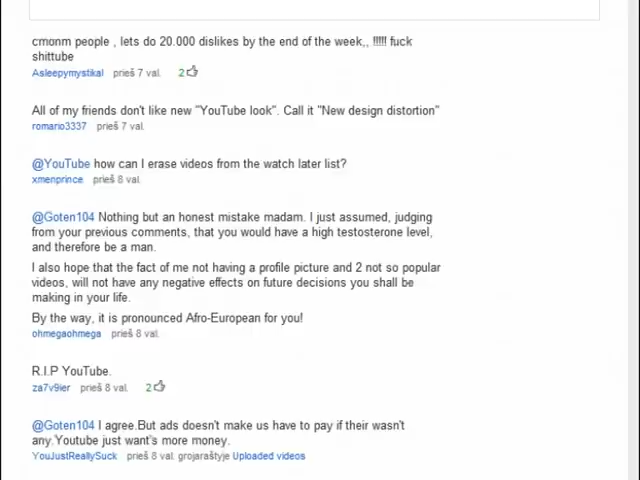 cmonm people , lets do 20.000 dislikes by the end of the week,, !!!!! fuck
shittube
Asleepymystikal prieš 7 val. 2
All of my friends don't like new "YouTube look". Call it "New design distortion"
romario3337 prieš 7 val.
@YouTube how can I erase videos from the watch later list?
xmenprince prieš 8 val.
@Goten104 Nothing but an honest mistake madam. I just assumed, judging
from your previous comments, that you would have a high testosterone level,
and therefore be a man.
I also hope that the fact of me not having a profile picture and 2 not so popular
videos, will not have any negative effects on future decisions you shall be
making in your life.
By the way, it is pronounced Afro-European for you!
ohmegaohmega prieš 8 val.
R.I.P YouTube.
za7v9ier prieš 8 val. 2
@Goten104 I agree.But ads doesn't make us have to pay if their wasn't
any.Youtube just want's more money.
YouJustReallySuck prieš 8 val. grojaraštyje Uploaded videos